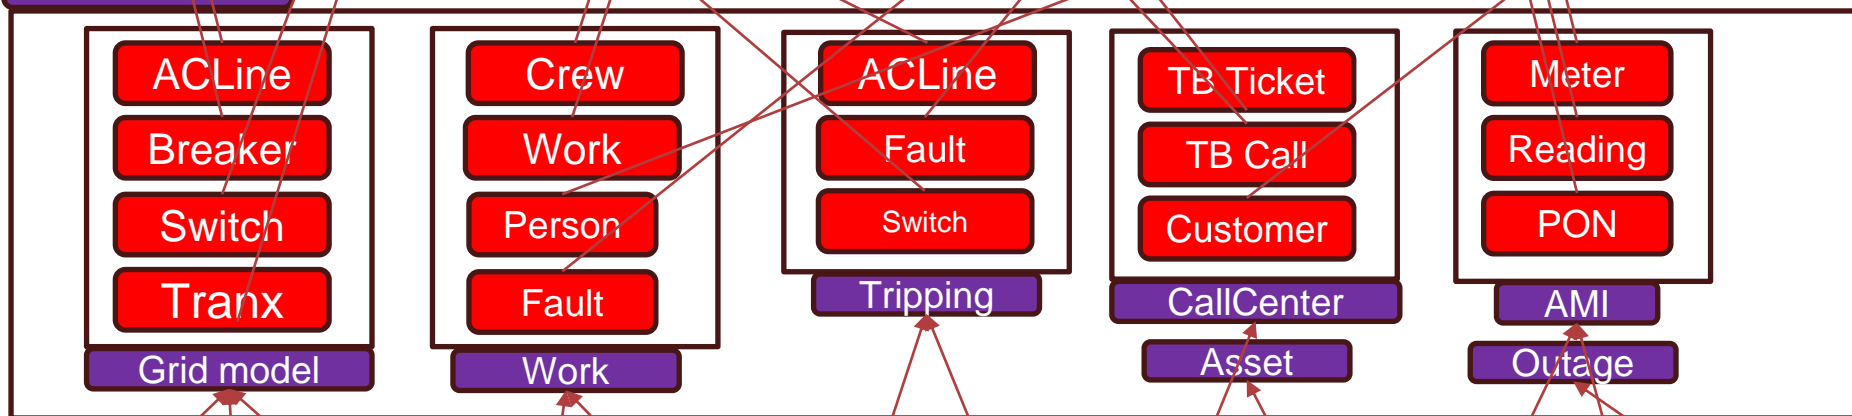 ACLine
Breaker
Switch
Tranx
Grid model
Crew
Work
Person
Fault
Work
ACLine
Fault
Switch
Tripping
TB Ticket
TB Call
Customer
CallCenter
Asset
Meter
Reading
PON
AMI
Outage